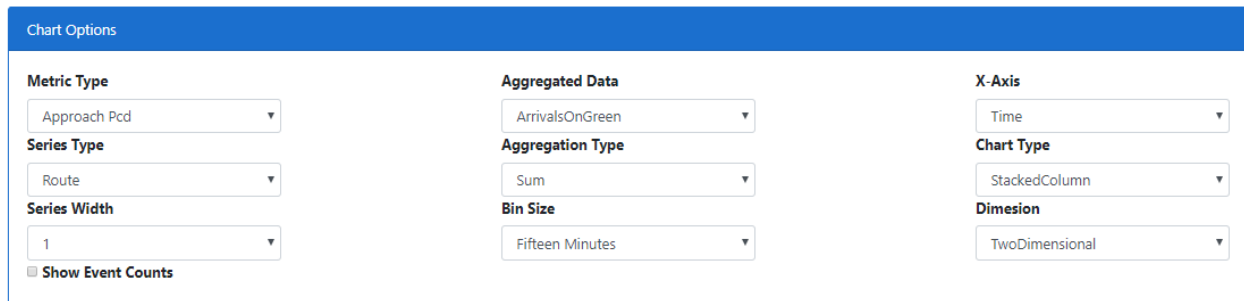 Chart Options
Metric Type Aggregated Data X-Axis
Approach Pcd ArrivalsOnGreen Time
Series Type Aggregation Type Chart Type
Route Sum StackedColumn
Series Width Bin Size Dimesion
1 Fifteen Minutes TwoDimensional
Show Event Counts